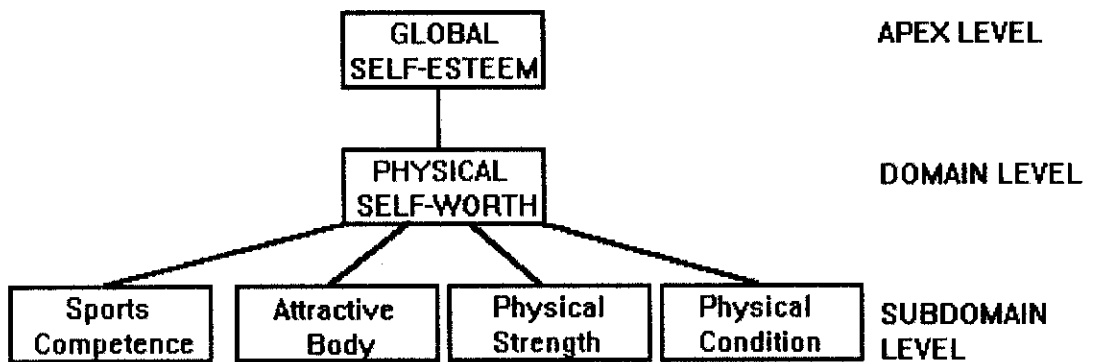 GLOBAL
SELF-ESTEEM
APEX LEVEL
PHYSICAL
SELF-WORTH
DOMAIN LEVEL
Sports
Competence
Attractive
Body
Physical
Strength
Physical
Condition
SUBDOMAIN
LEVEL